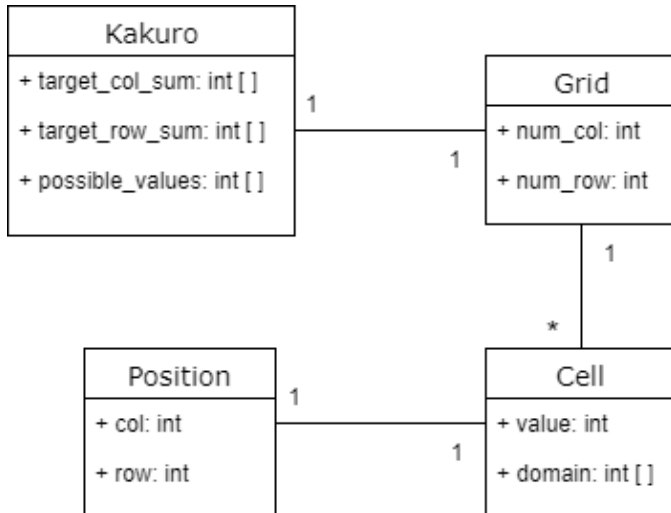 Kakuro
+ target_col_sum: int [ ]
+ target_row_sum: int [ ]
+ possible_values: int [ ]
1
1
Grid
+ num_col: int
+ num_row: int
1
*
Position
+ col: int
+ row: int
1
1
Cell
+ value: int
+ domain: int [ ]